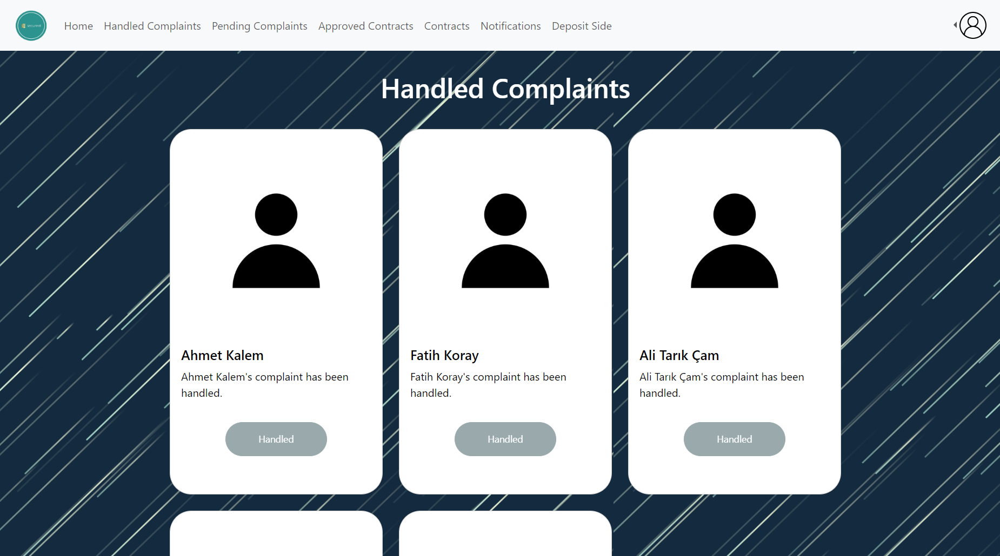 securent
Home Handled Complaints Pending Complaints Approved Contracts Contracts Notifications Deposit Side
Handled Complaints
Ahmet Kalem
Ahmet Kalem's complaint has been
handled.
Handled
Fatih Koray
Fatih Koray's complaint has been
handled.
Handled
Ali Tarık Çam
Ali Tarık Çam's complaint has been
handled.
Handled